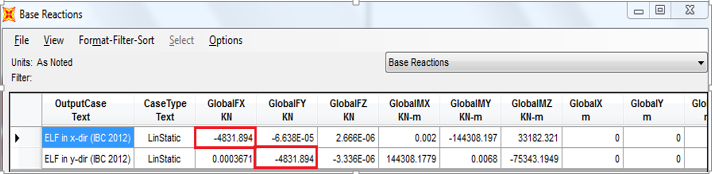 Base Reactions
File View Format-Filter-Sort Select Options
Units: As Noted
Base Reactions
Filter:
OutputCase CaseType GlobalFX GlobalFY GlobalFZ GlobalMX GlobalMY GlobalMZ GlobalX GlobalY
Text Text KN KN KN KN-m KN-m KN-m m m
ELF in x-dir (IBC 2012) LinStatic -4831.894 -6.638E-05 2.666E-06 0.002 -144308.197 33182.321 0 0
ELF in y-dir (IBC 2012) LinStatic 0.0003671 -4831.894 -3.336E-06 144308.1779 0.0068 -75343.1949 0 0